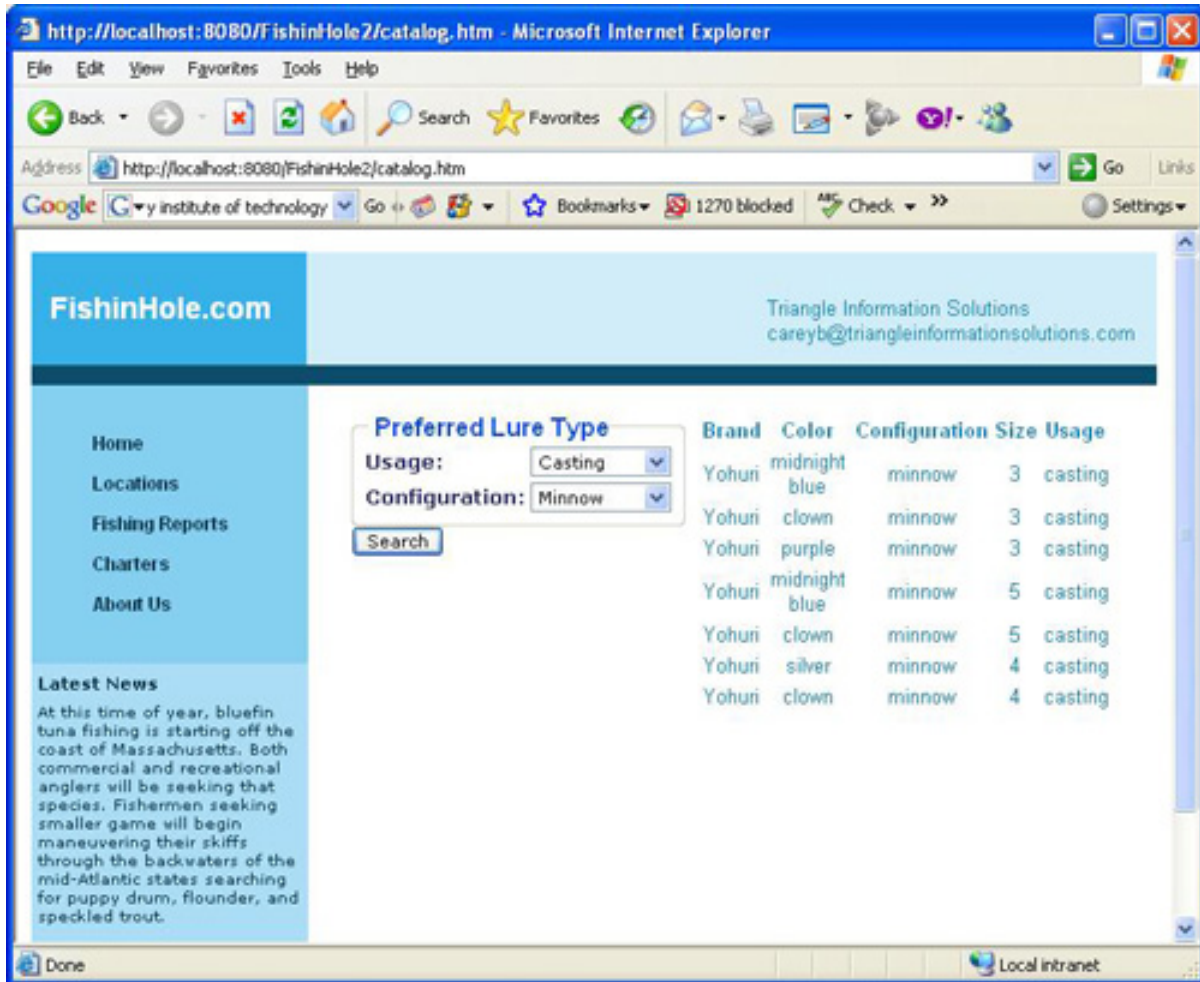 http://localhost:8080/FishinHole2/catalog.htm - Microsoft Internet Explorer
File Edit View Favorites Tools Help
Back Search Favorites
Address http://localhost:8080/FishinHole2/catalog.htm Go Links
Google G y institute of technology Go Bookmarks 1270 blocked ABC Check » Settings
FishinHole.com
Triangle Information Solutions
careyb@triangleinformationsolutions.com
Home
Locations
Fishing Reports
Charters
About Us
Latest News
At this time of year, bluefin
tuna fishing is starting off the
coast of Massachusetts. Both
commercial and recreational
anglers will be seeking that
species. Fishermen seeking
smaller game will begin
maneuvering their skiffs
through the backwaters of the
mid-Atlantic states searching
for puppy drum, flounder, and
speckled trout.
Preferred Lure Type
Usage: Casting
Configuration: Minnow
Search
Brand Color Configuration Size Usage
Yohuri midnight blue minnow 3 casting
Yohuri clown minnow 3 casting
Yohuri purple minnow 3 casting
Yohuri midnight blue minnow 5 casting
Yohuri clown minnow 5 casting
Yohuri silver minnow 4 casting
Yohuri clown minnow 4 casting
Done Local intranet